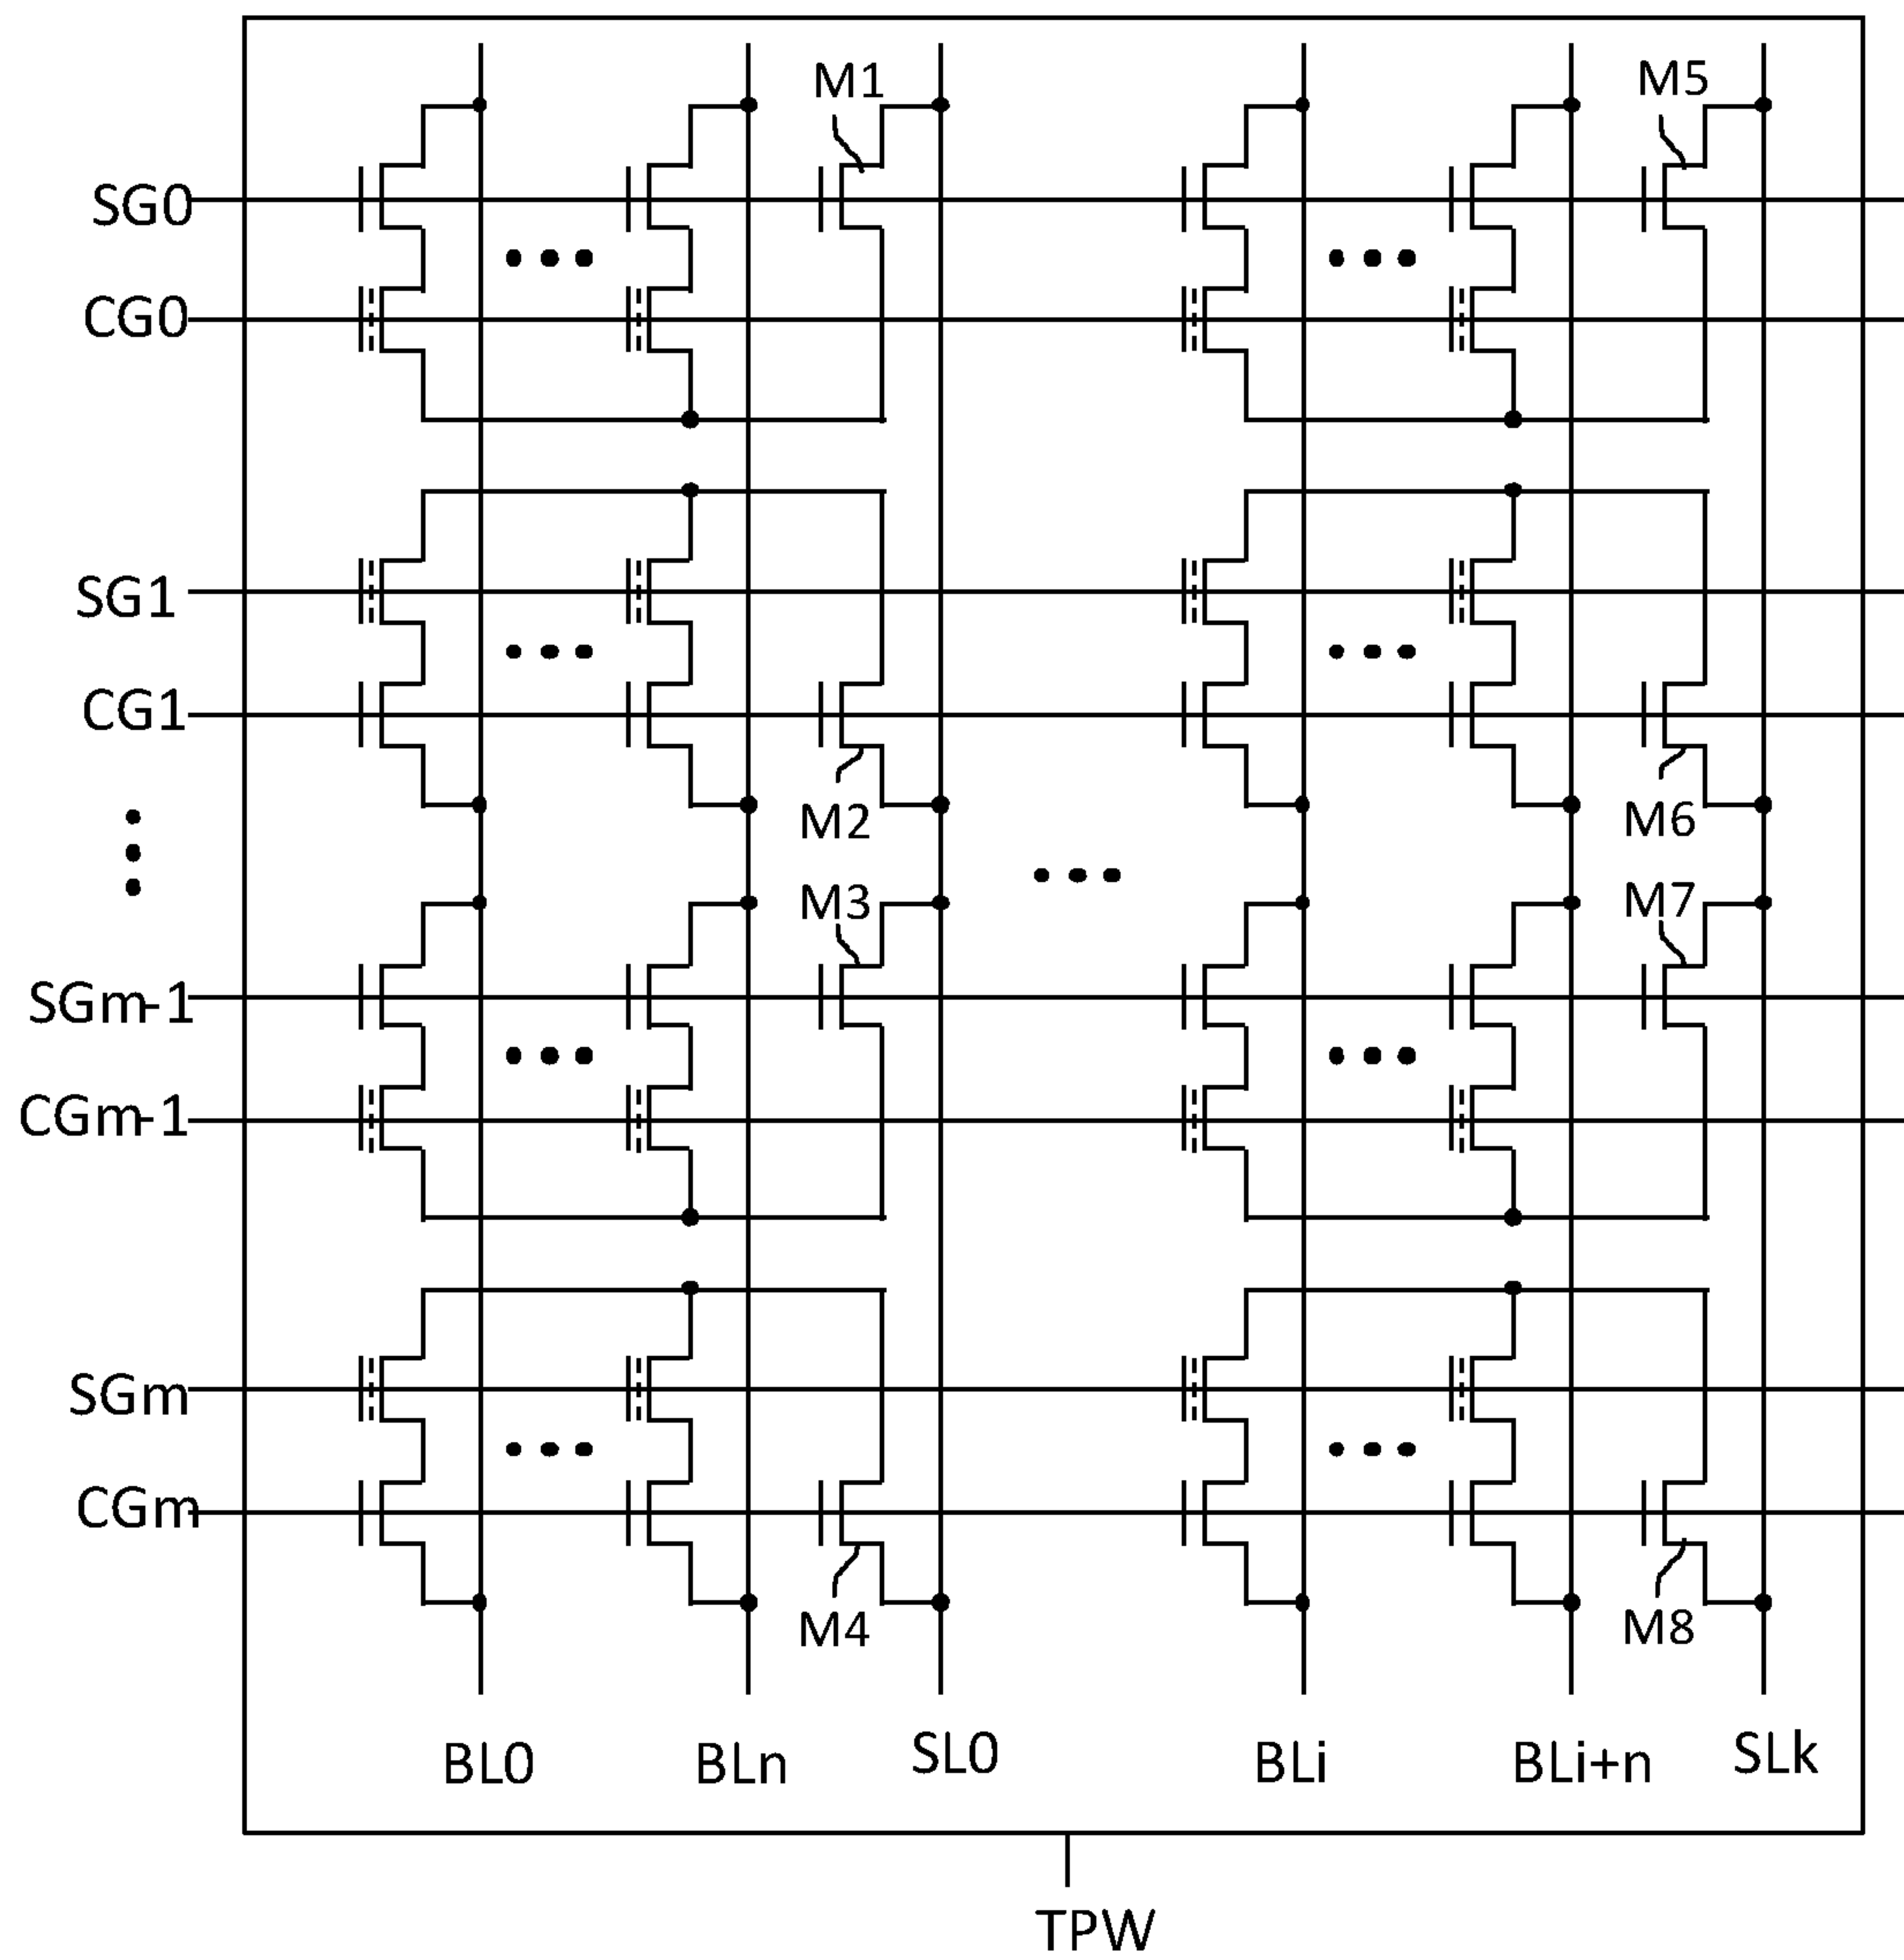 M1
M5
SG0
CG0
SG1
CG1
M2
M6
M3
M7
SGm-1
CGm-1
SGm
CGm
M4
M8
BL0
BLn
SL0
BLi
BLi+n
SLk
TPW